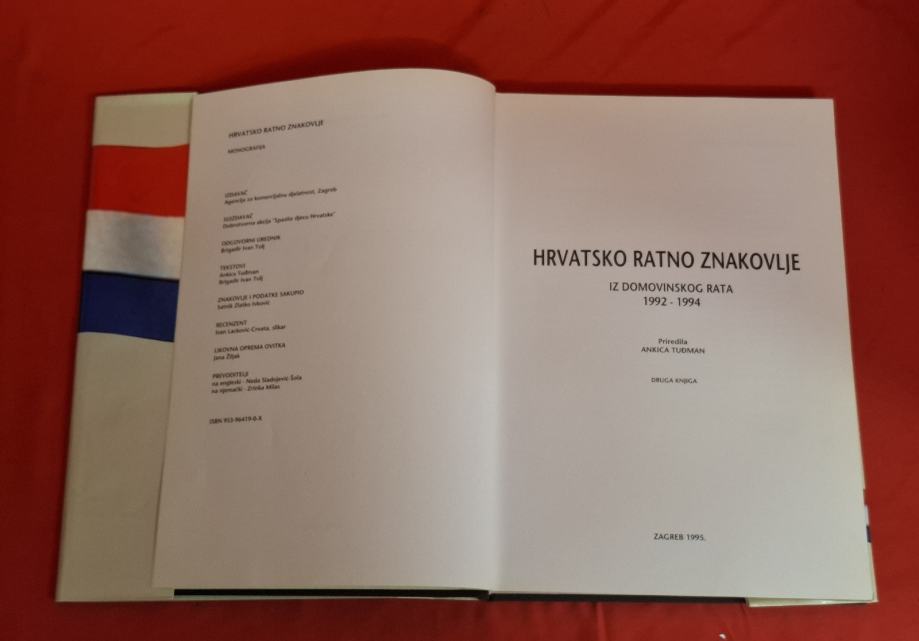 HRVATSKO RATNO ZNAKOVLJE
MONOGRAFIJA
IZDAVAČ
Agencija za komercijalnu djelatnost, Zagreb
SUIZDAVAČ
Dobrotvorna akcija "Spasite djecu Hrvatske"
ODGOVORNI UREDNIK
Brigadir Ivan Tolj
TEKSTOVI
Ankica Tuđman
Brigadir Ivan Tolj
ZNAKOVLJE I PODATKE SAKUPIO
Satnik Zlatko Ivković
RECENZENT
Ivan Lacković-Croata, slikar
LIKOVNA OPREMA OVITKA
Jana Žiljak
PREVODITELJI
na engleski - Neda Sladojević-Šola
na njemački - Zrinka Milas
ISBN 953-96419-0-X
HRVATSKO RATNO ZNAKOVLJE
IZ DOMOVINSKOG RATA
1992 - 1994
Priredila
ANKICA TUĐMAN
DRUGA KNJIGA
ZAGREB 1995.